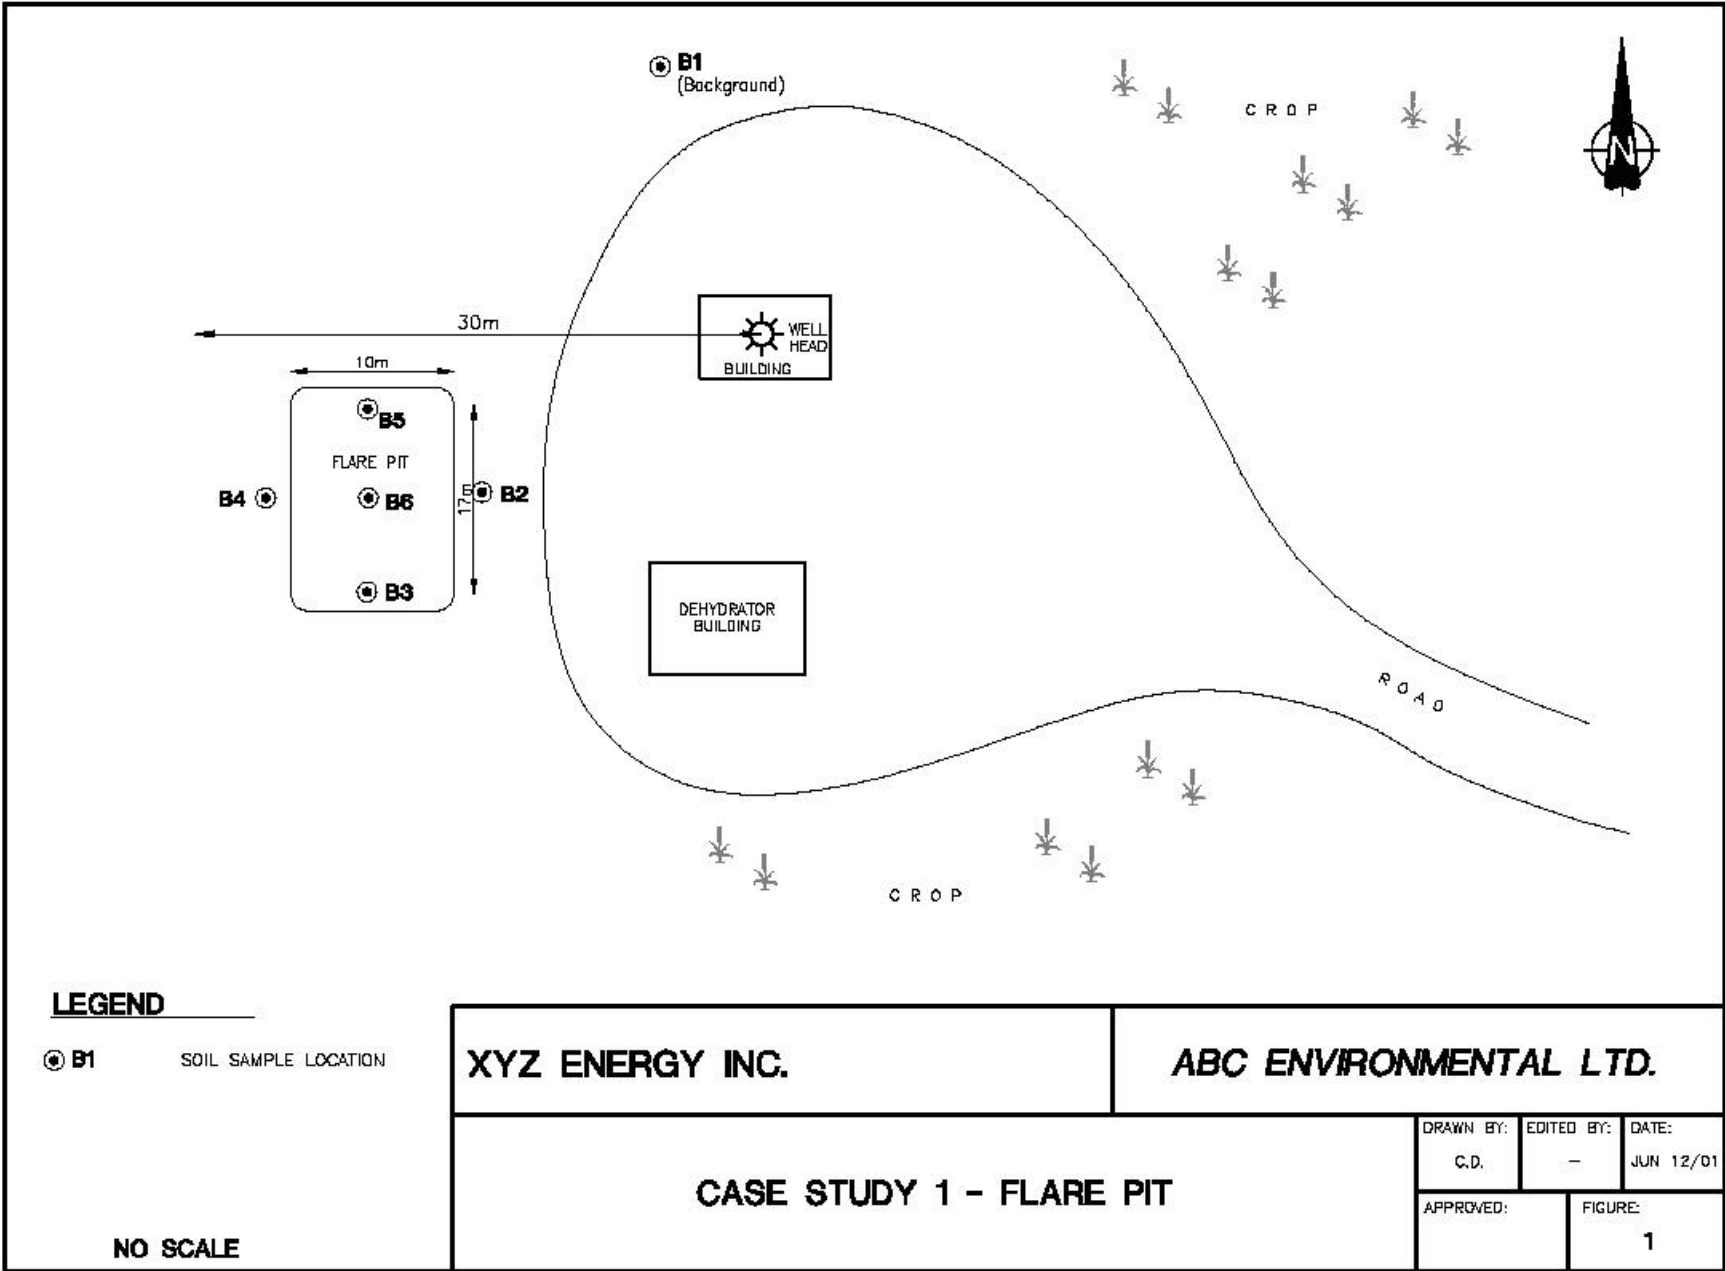 B1
(Background)
CROP
N
30m
WELL
HEAD
BUILDING
10m
B5
FLARE PIT
B4
B6
17m
B2
B3
DEHYDRATOR
BUILDING
ROAD
CROP
LEGEND
B1 SOIL SAMPLE LOCATION
NO SCALE
XYZ ENERGY INC.
ABC ENVIRONMENTAL LTD.
CASE STUDY 1 - FLARE PIT
DRAWN BY:
C.D.
EDITED BY:
-
DATE:
JUN 12/01
APPROVED:
FIGURE:
1